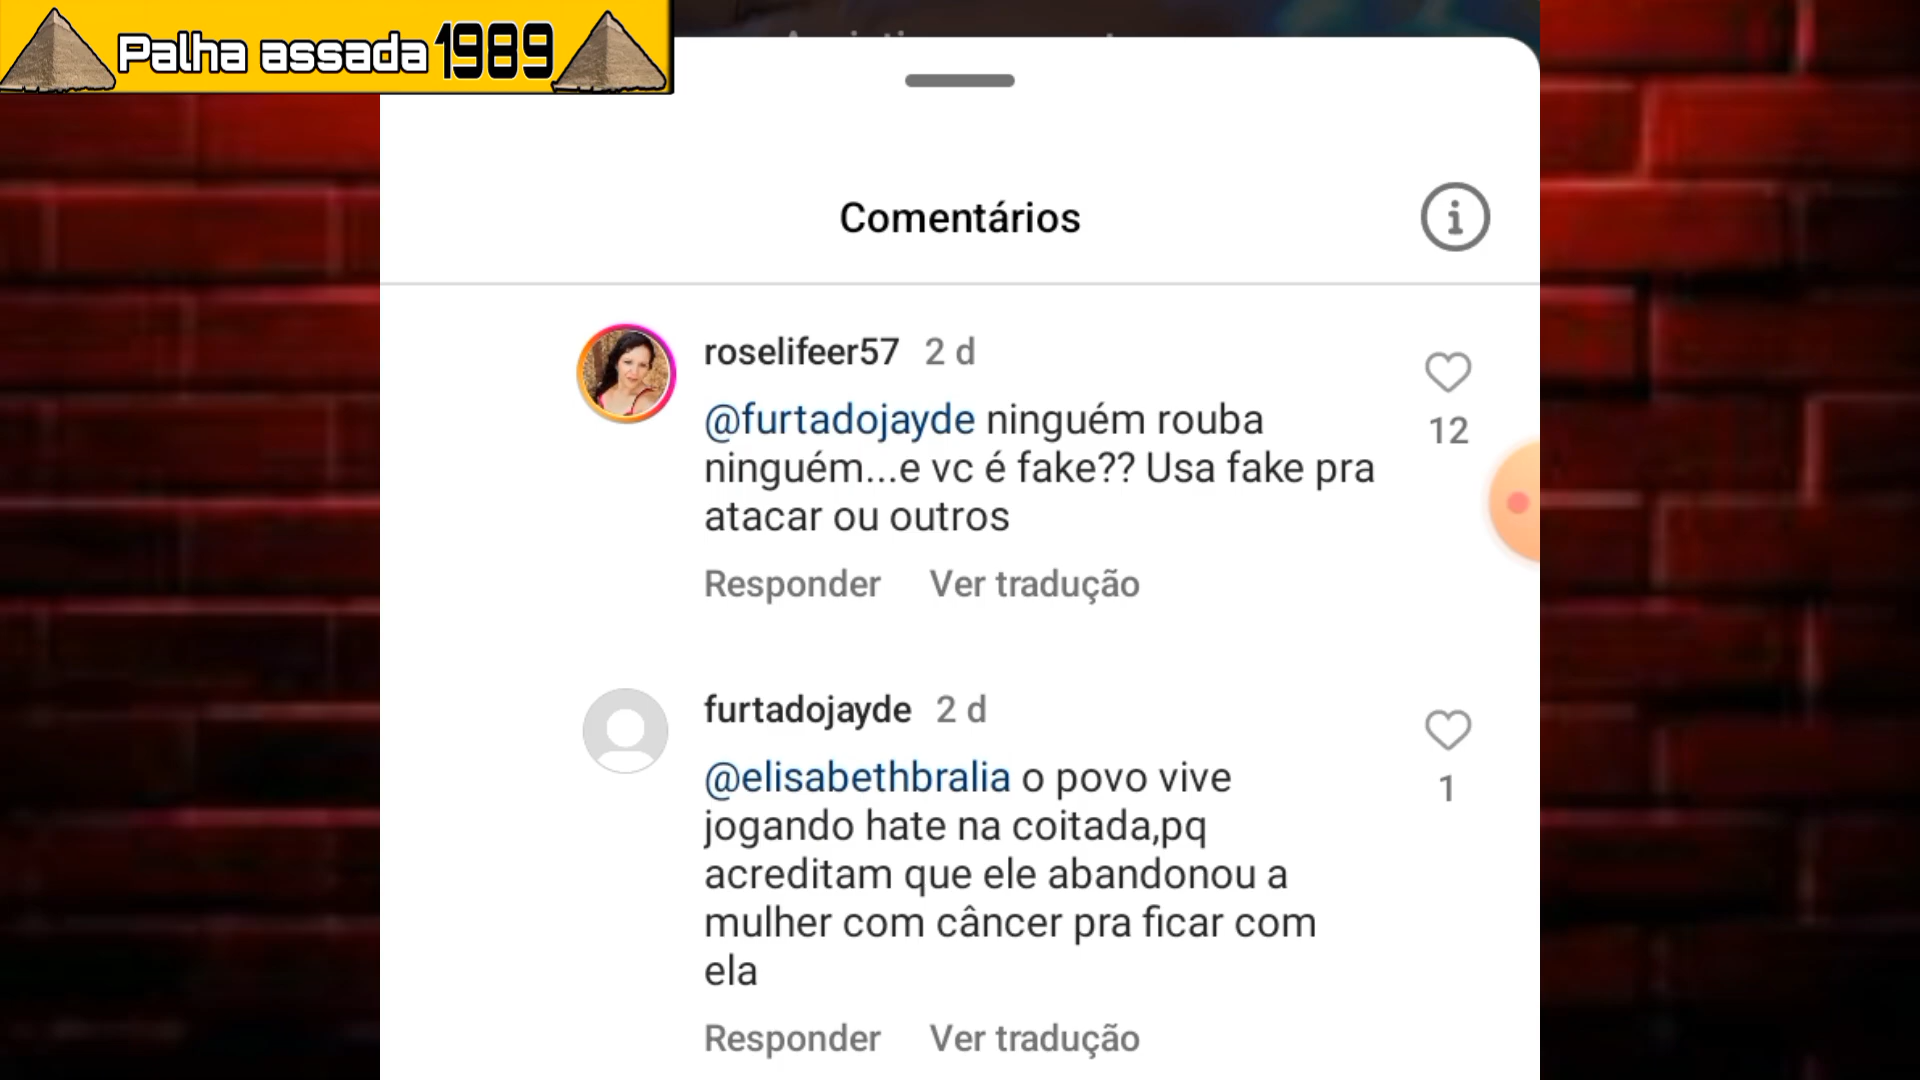 Palha assada 1989
Comentários
roselifeer57 2 d
@furtadojayde ninguém rouba
ninguém...e vc é fake?? Usa fake pra
atacar ou outros
12
Responder Ver tradução
furtadojayde 2 d
@elisabethbralia o povo vive
jogando hate na coitada,pq
acreditam que ele abandonou a
mulher com câncer pra ficar com
ela
1
Responder Ver tradução